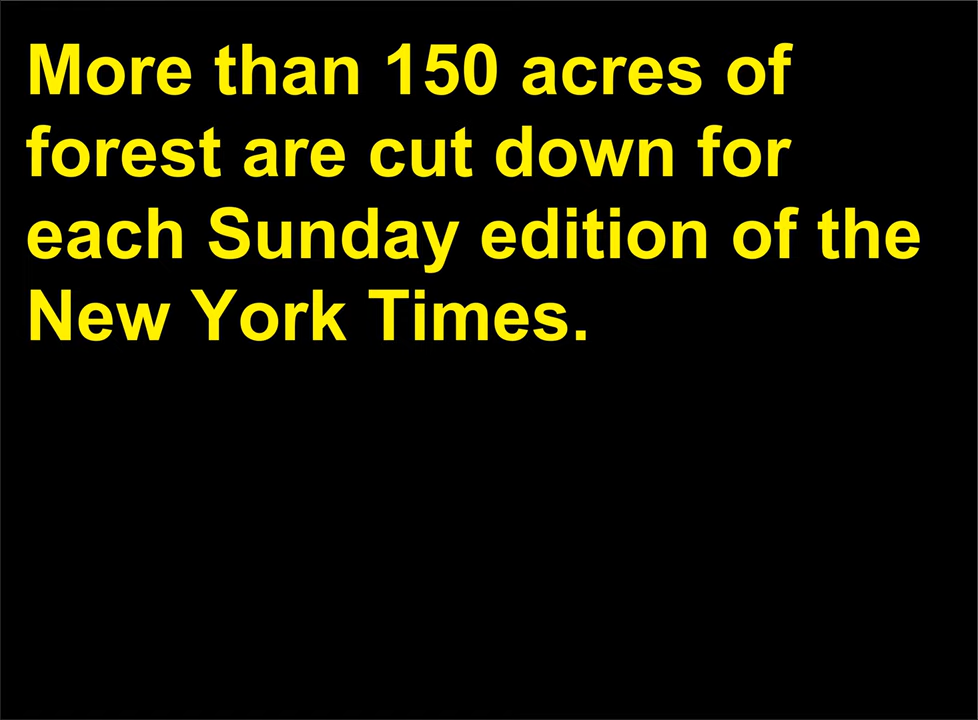 More than 150 acres of
forest are cut down for
each Sunday edition of the
New York Times.